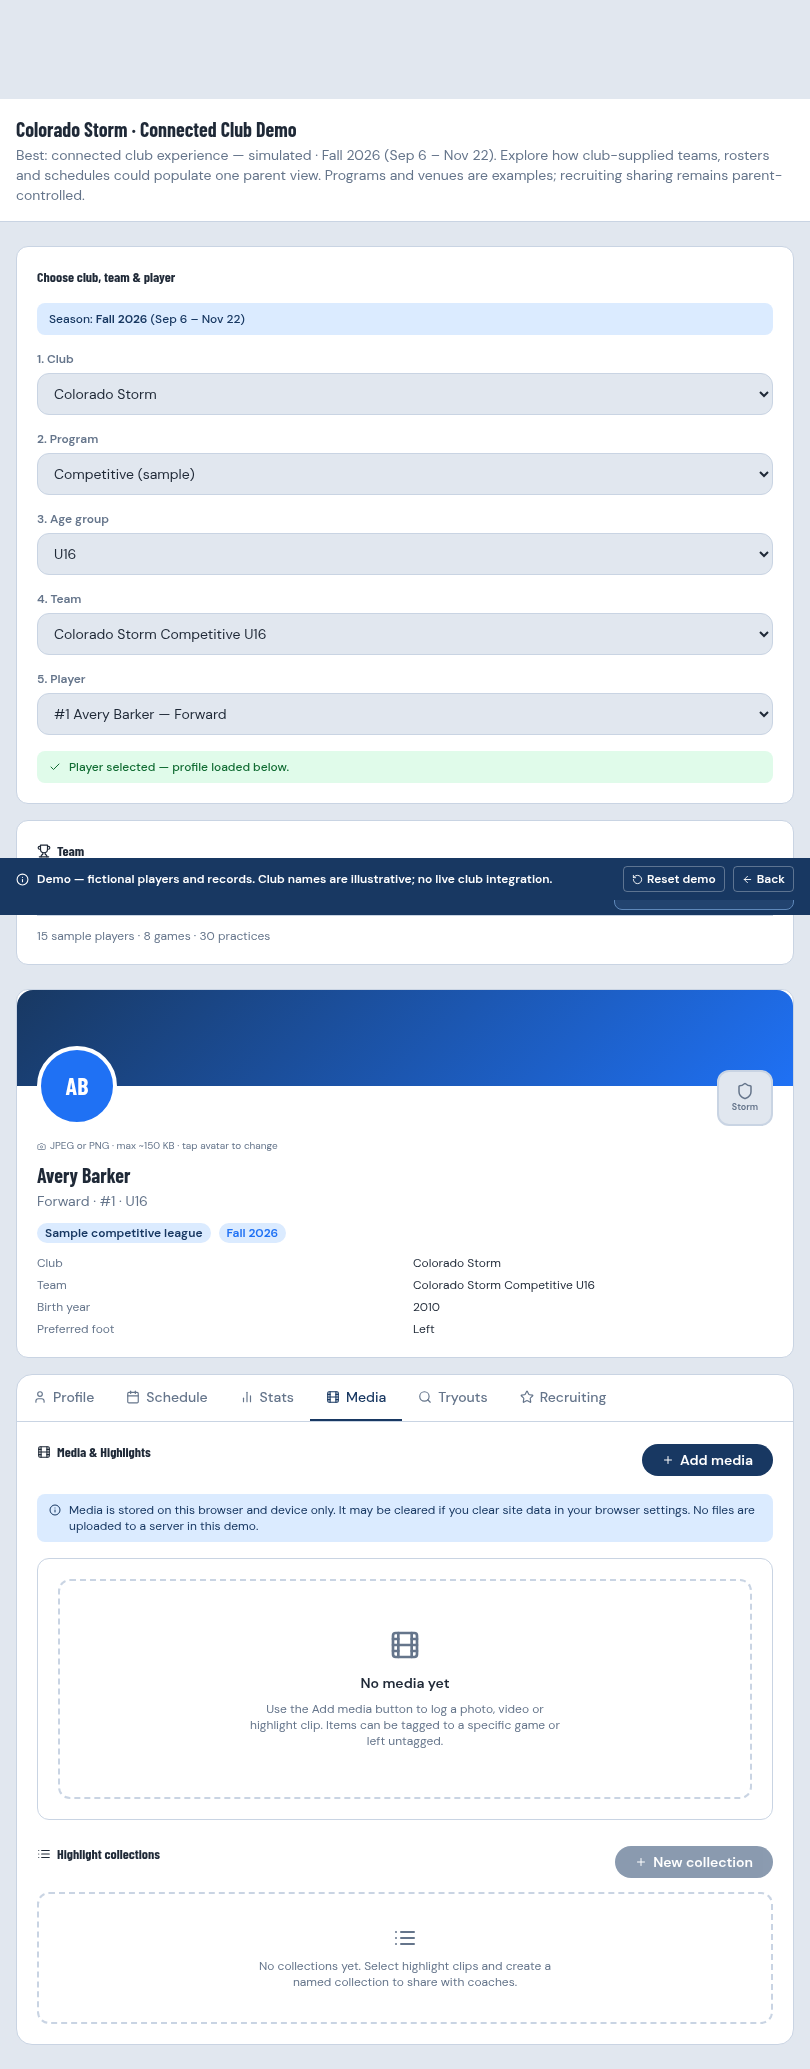 Colorado Storm · Connected Club Demo
Best: connected club experience — simulated · Fall 2026 (Sep 6 – Nov 22). Explore how club-supplied teams, rosters
and schedules could populate one parent view. Programs and venues are examples; recruiting sharing remains parent-
controlled.
Choose club, team & player
Season: Fall 2026 (Sep 6 – Nov 22)
1. Club
Colorado Storm
2. Program
Competitive (sample)
3. Age group
U16
4. Team
Colorado Storm Competitive U16
5. Player
#1 Avery Barker — Forward
Player selected — profile loaded below.
Team
Demo — fictional players and records. Club names are illustrative; no live club integration.
Reset demo
Back
15 sample players · 8 games · 30 practices
AB
Storm
JPEG or PNG · max ~150 KB · tap avatar to change
Avery Barker
Forward · #1 · U16
Sample competitive league
Fall 2026
Club
Colorado Storm
Team
Colorado Storm Competitive U16
Birth year
2010
Preferred foot
Left
Profile
Schedule
Stats
Media
Tryouts
Recruiting
Media & Highlights
+ Add media
Media is stored on this browser and device only. It may be cleared if you clear site data in your browser settings. No files are
uploaded to a server in this demo.
No media yet
Use the Add media button to log a photo, video or
highlight clip. Items can be tagged to a specific game or
left untagged.
Highlight collections
+ New collection
No collections yet. Select highlight clips and create a
named collection to share with coaches.